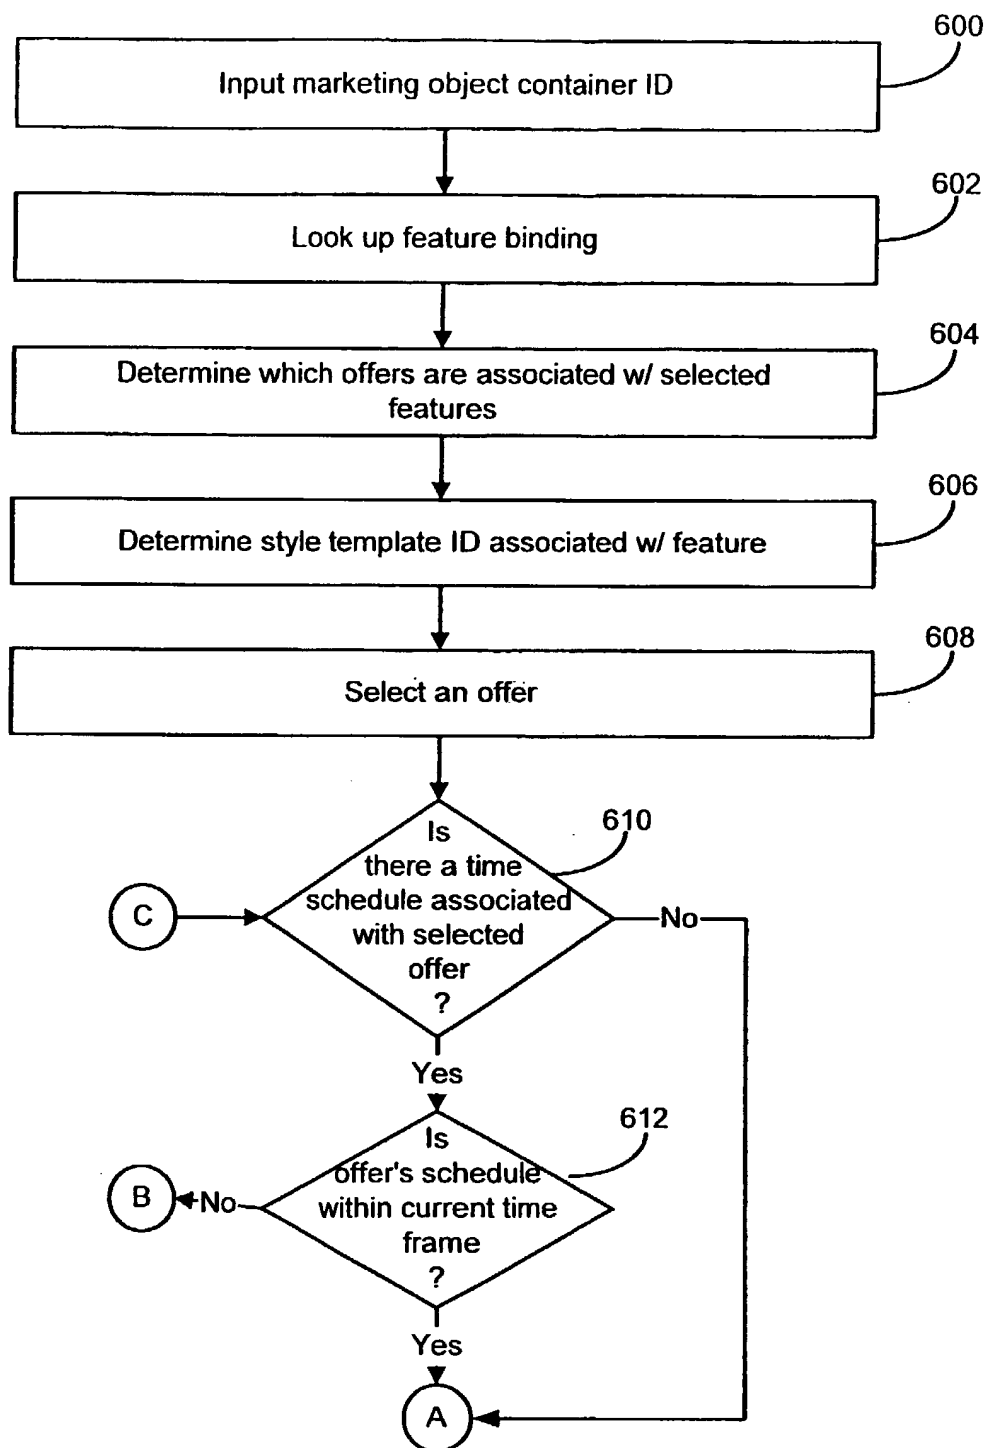 600
Input marketing object container ID
602
Look up feature binding
604
Determine which offers are associated w/ selected
features
606
Determine style template ID associated w/ feature
608
Select an offer
610
Is
there a time
schedule associated
with selected
offer
?
C
No
Yes
612
Is
offer's schedule
within current time
frame
?
B
No
Yes
A